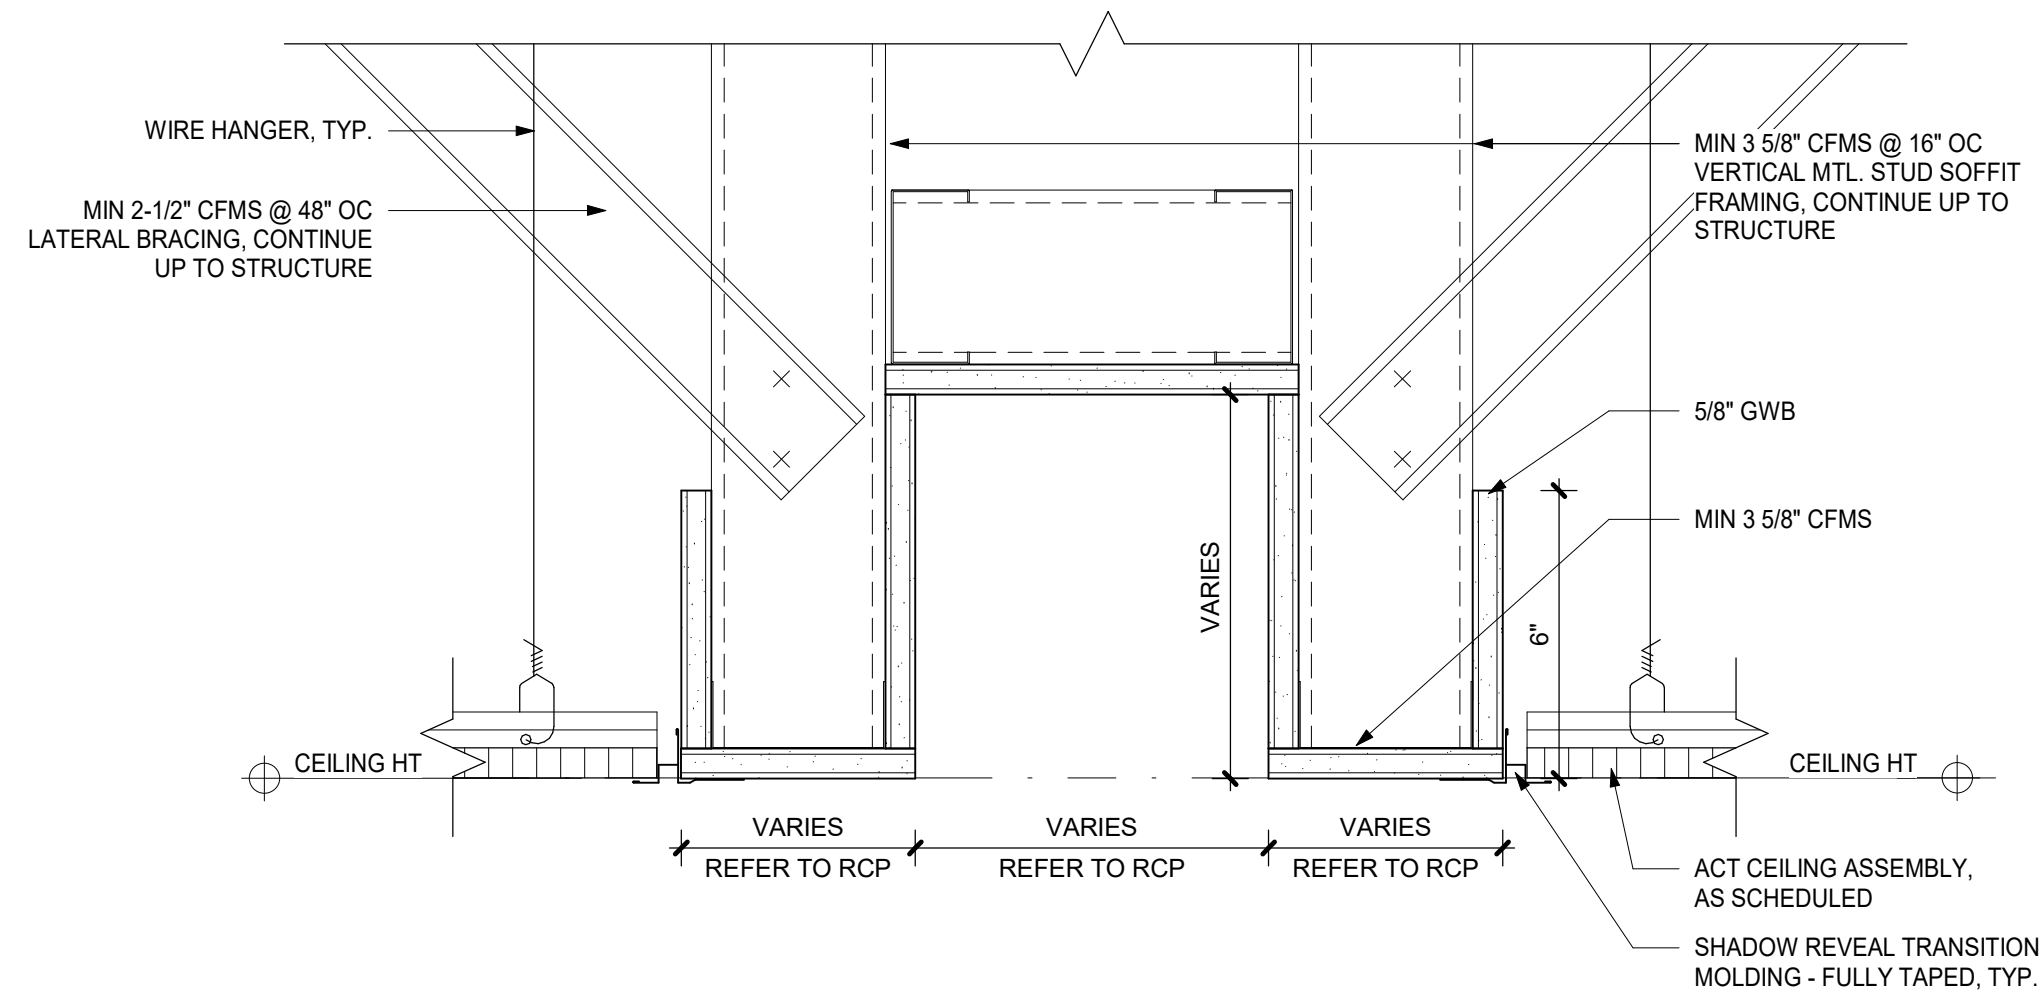 WIRE HANGER, TYP.
MIN 2-1/2" CFMS @ 48" OC
LATERAL BRACING, CONTINUE
UP TO STRUCTURE
MIN 3 5/8" CFMS @ 16" OC
VERTICAL MTL. STUD SOFFIT
FRAMING, CONTINUE UP TO
STRUCTURE
5/8" GWB
MIN 3 5/8" CFMS
VARIES
6"
CEILING HT
CEILING HT
VARIES
REFER TO RCP
VARIES
REFER TO RCP
VARIES
REFER TO RCP
ACT CEILING ASSEMBLY,
AS SCHEDULED
SHADOW REVEAL TRANSITION
MOLDING - FULLY TAPED, TYP.